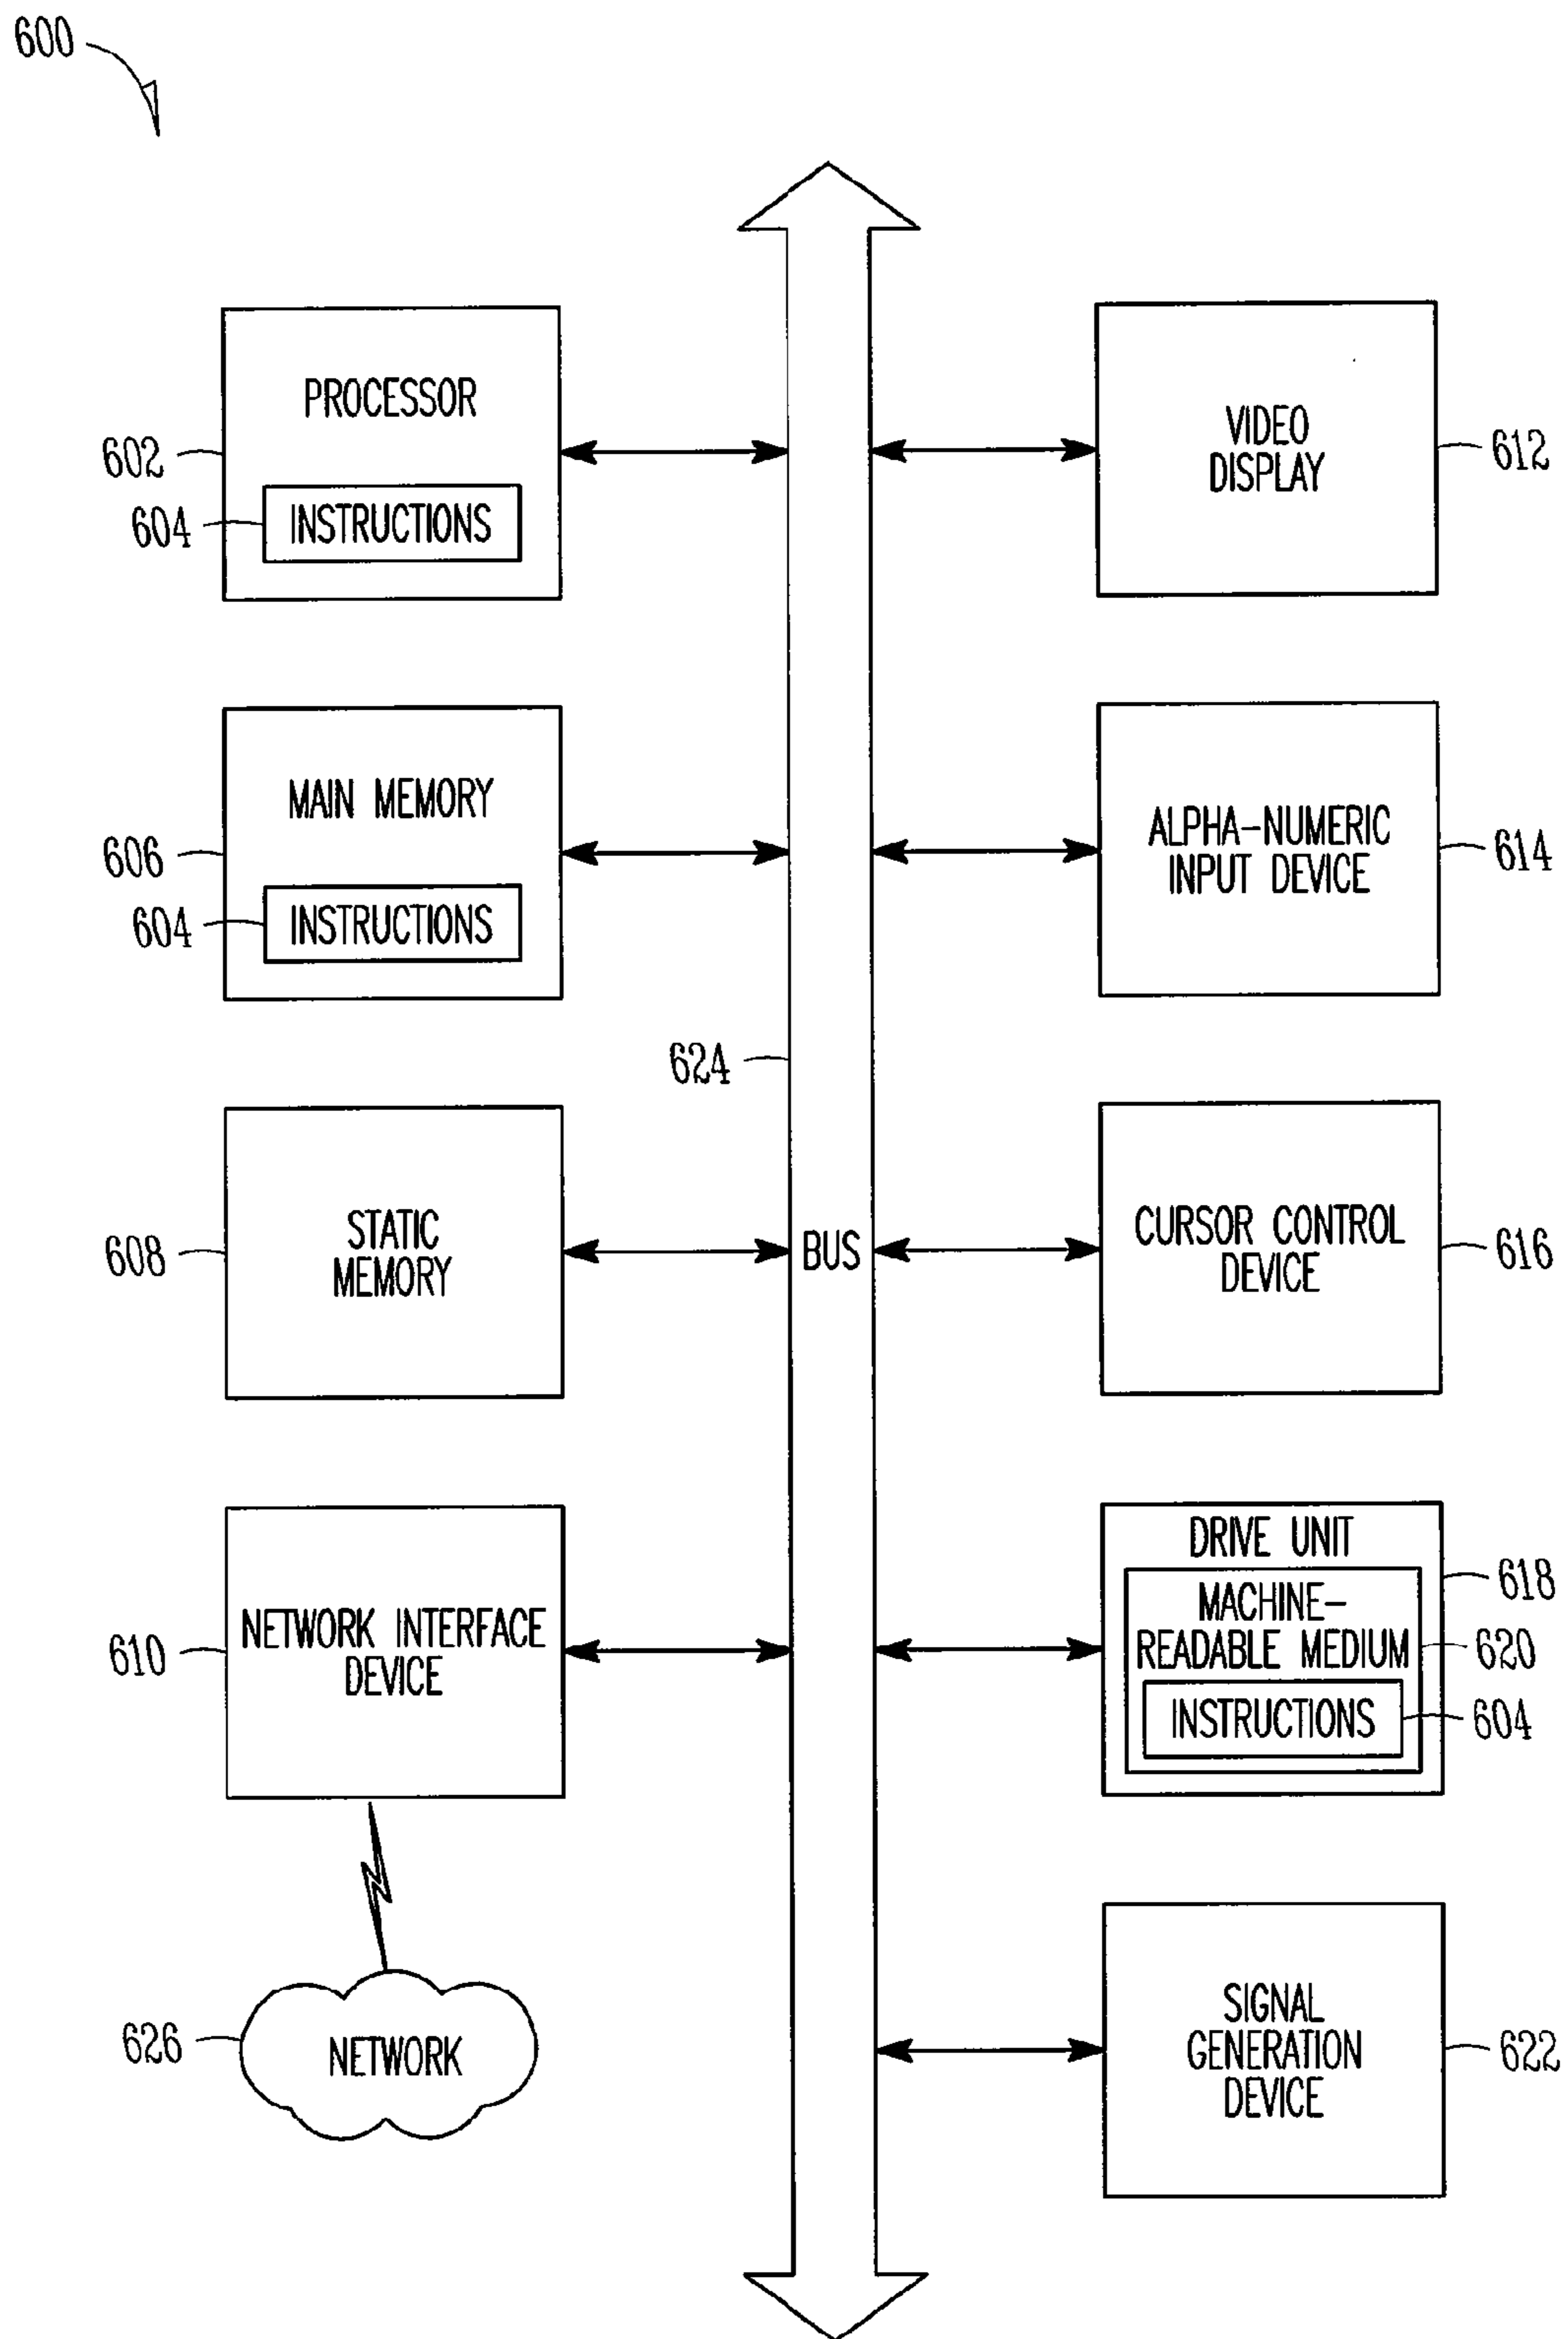 600
PROCESSOR
602
604
INSTRUCTIONS
MAIN MEMORY
606
604
INSTRUCTIONS
624
STATIC
MEMORY
608
BUS
NETWORK INTERFACE
DEVICE
610
626
NETWORK
VIDEO
DISPLAY
612
ALPHA-NUMERIC
INPUT DEVICE
614
CURSOR CONTROL
DEVICE
616
DRIVE UNIT
618
MACHINE-
READABLE MEDIUM
620
INSTRUCTIONS
604
SIGNAL
GENERATION
DEVICE
622